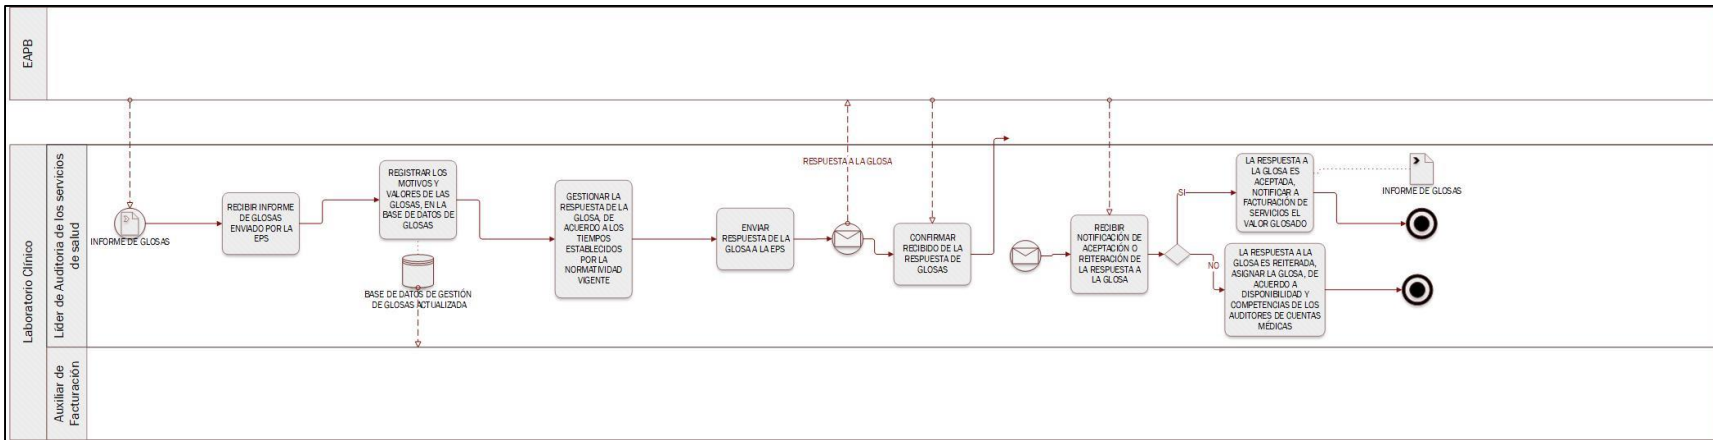 EAPB
Laboratorio Clínico
Líder de Auditoria de los servicios
de salud
Auxiliar de
Facturación
INFORME DE GLOSAS
RECIBIR INFORME
DE GLOSAS
ENVIADO POR LA
EPS
REGISTRAR LOS
MOTIVOS Y
VALORES DE LAS
GLOSAS, EN LA
BASE DE DATOS DE
GLOSAS
BASE DE DATOS DE GESTIÓN
DE GLOSAS ACTUALIZADA
GESTIONAR LA
RESPUESTA DE LA
GLOSA, DE
ACUERDO A LOS
TIEMPOS
ESTABLECIDOS
POR LA
NORMATIVIDAD
VIGENTE
ENVIAR
RESPUESTA DE LA
GLOSA A LA EPS
RESPUESTA A LA GLOSA
CONFIRMAR
RECIBIDO DE LA
RESPUESTA DE
GLOSAS
RECIBIR
NOTIFICACIÓN DE
ACEPTACIÓN O
REITERACIÓN DE
LA RESPUESTA A
LA GLOSA
SI
NO
LA RESPUESTA A
LA GLOSA ES
ACEPTADA,
NOTIFICAR A
FACTURACIÓN DE
SERVICIOS EL
VALOR GLOSADO
INFORME DE GLOSAS
LA RESPUESTA A LA
GLOSA ES REITERADA,
ASIGNAR LA GLOSA, DE
ACUERDO A
DISPONIBILIDAD Y
COMPETENCIAS DE LOS
AUDITORES DE CUENTAS
MÉDICAS